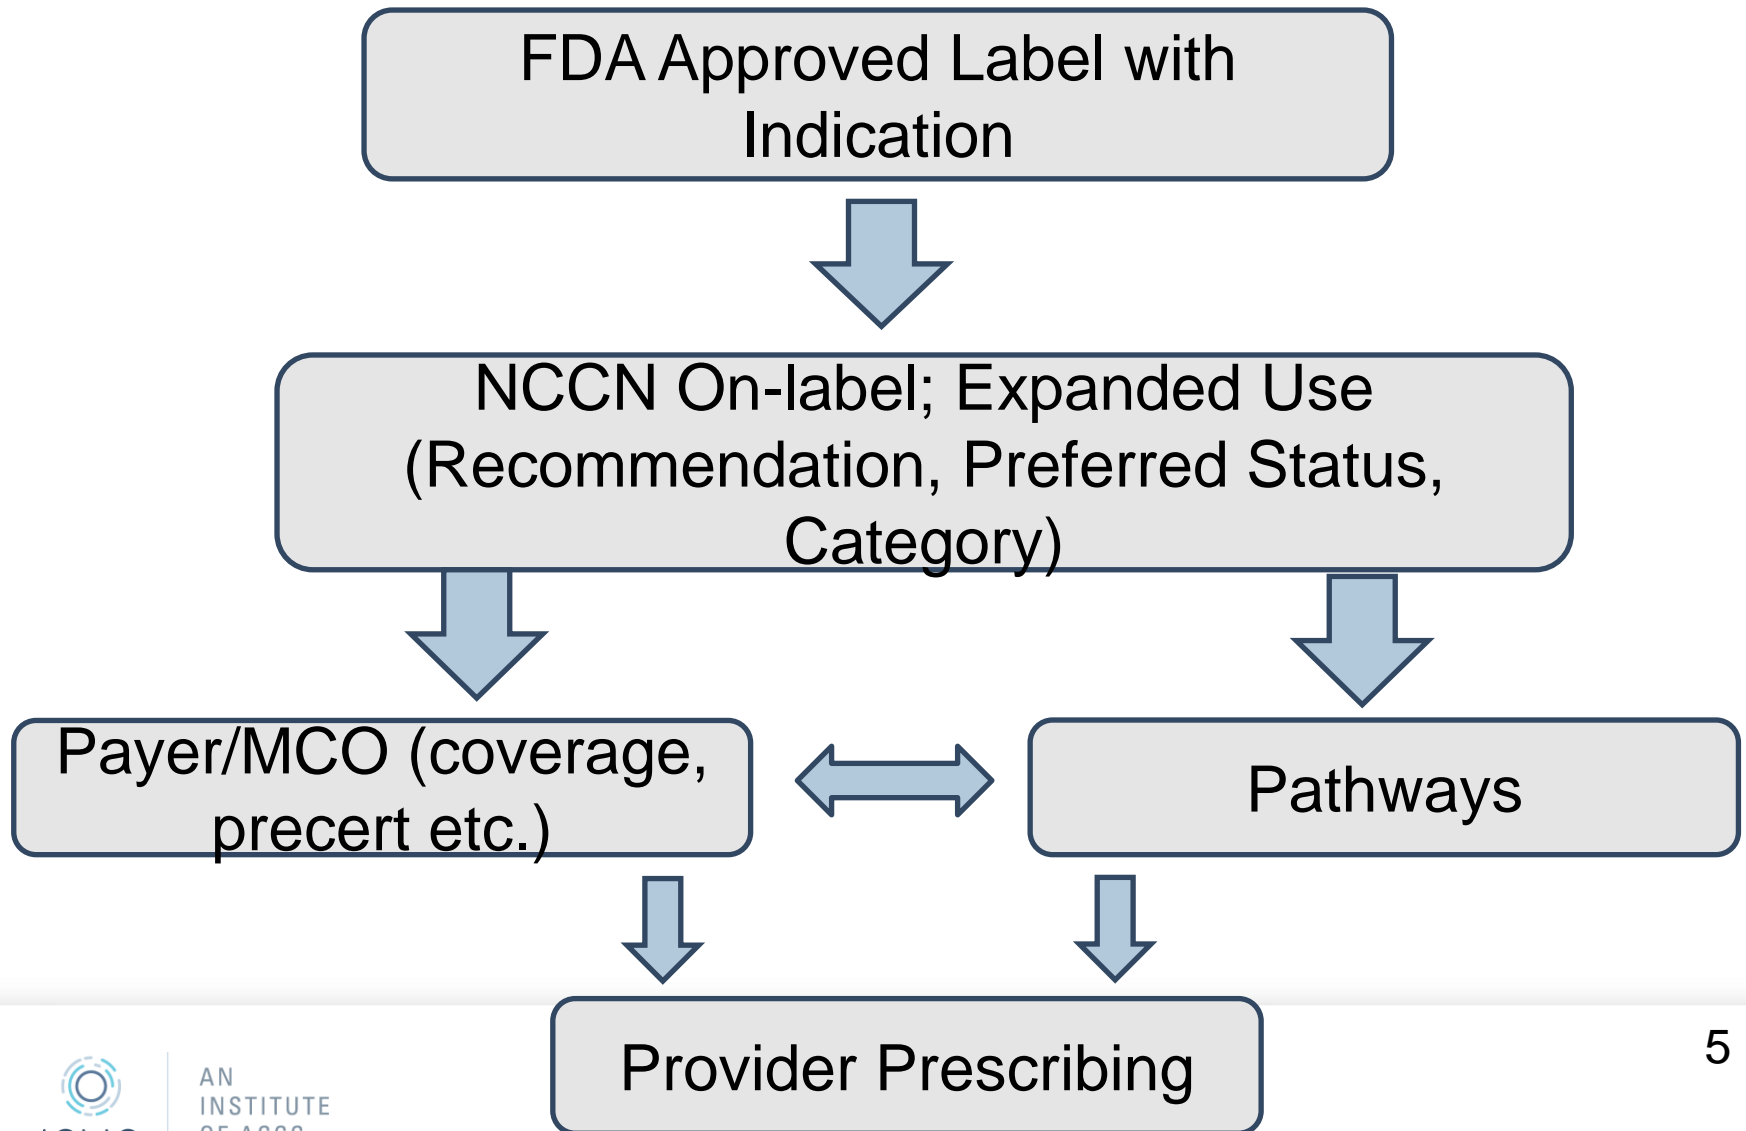 FDA Approved Label with
Indication
NCCN On-label; Expanded Use
(Recommendation, Preferred Status,
Category)
Payer/MCO (coverage,
precert etc.)
Pathways
Provider Prescribing
5
AN
INSTITUTE